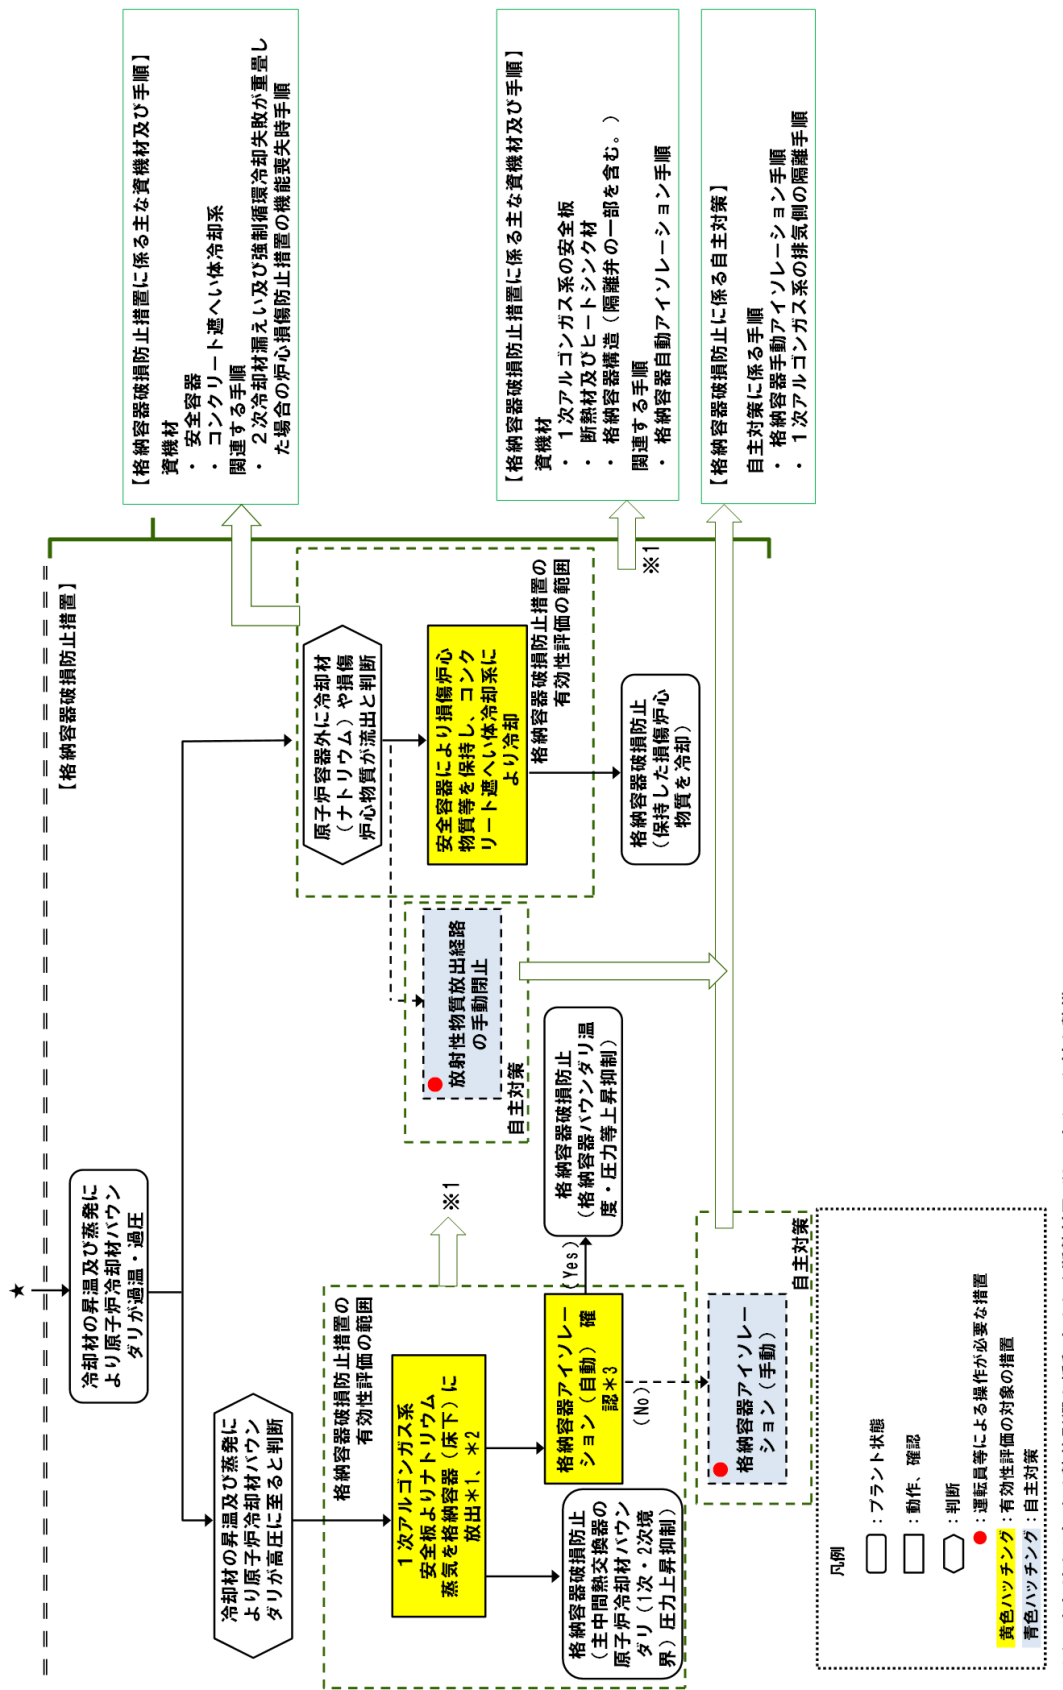 ★
冷却材の昇温及び蒸発に
より原子炉冷却材バウン
ダリが過温・過圧
【格納容器破損防止措置】
冷却材の昇温及び蒸発に
より原子炉冷却材バウン
ダリが高圧に至ると判断
格納容器破損防止措置の
有効性評価の範囲
1次アルゴンガス系
安全板よりナトリウム
蒸気を格納容器(床下)に
放出*1、*2
格納容器破損防止
(主中間熱交換器の
原子炉冷却材バウン
ダリ(1次・2次境
界)圧力上昇抑制)
格納容器アイソレー
ション(自動) 確
認*3
(Yes)
(No)
格納容器破損防止
(格納容器バウンダリ温
度・圧力等上昇抑制)
格納容器アイソレー
ション(手動)
自主対策
※1
放射性物質放出経路
の手動閉止
自主対策
原子炉容器外に冷却材
(ナトリウム)や損傷
炉心物質が流出と判断
安全容器により損傷炉心
物質等を保持し、コンク
リート遮へい体冷却系に
より冷却
格納容器破損防止措置の
有効性評価の範囲
格納容器破損防止
(保持した損傷炉心
物質を冷却)
【格納容器破損防止措置に係る主な資機材及び手順】
資機材
・安全容器
・コンクリート遮へい体冷却系
関連する手順
・2次冷却材漏えい及び強制循環冷却失敗が重畳し
た場合の炉心損傷防止措置の機能喪失時手順
※1
【格納容器破損防止措置に係る主な資機材及び手順】
資機材
・1次アルゴンガス系の安全板
・断熱材及びヒートシンク材
・格納容器構造(隔離弁の一部を含む。)
関連する手順
・格納容器自動アイソレーション手順
【格納容器破損防止に係る自主対策】
自主対策に係る手順
・格納容器手動アイソレーション手順
・1次アルゴンガス系の排気側の隔離手順
凡例
:プラント状態
:動作、確認
:判断
:運転員等による操作が必要な措置
黄色ハッチング:有効性評価の対象の措置
青色ハッチング:自主対策